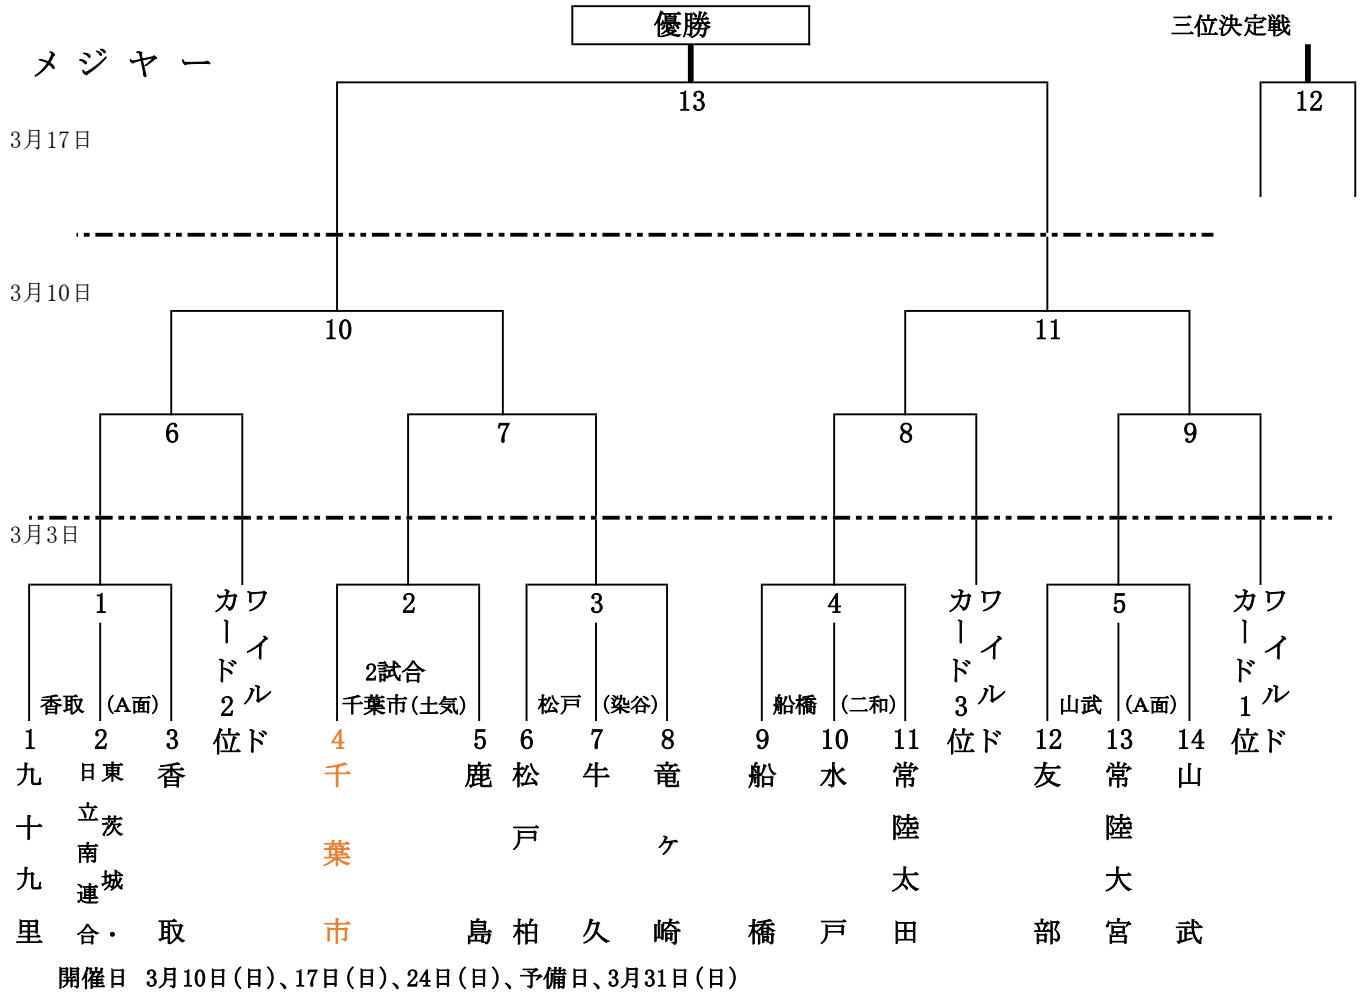 優勝
三位決定戦
メジャー
13
12
3月17日
3月10日
10
11
6
7
8
9
3月3日
1
2
3
4
5
ワイルド
カード2位
ワイルド
カード3位
ワイルド
カード1位
2試合
香取 (A面)
千葉市(土気)
松戸 (染谷)
船橋 (二和)
山武 (A面)
1 九十九里
2 東茨城・
日立南連合
3 香取
4 千葉市
5 鹿島
6 松戸柏
7 牛久
8 竜ヶ崎
9 船橋
10 水戸
11 常陸太田
12 友部
13 常陸大宮
14 山武
開催日 3月10日(日)、17日(日)、24日(日)、予備日、3月31日(日)